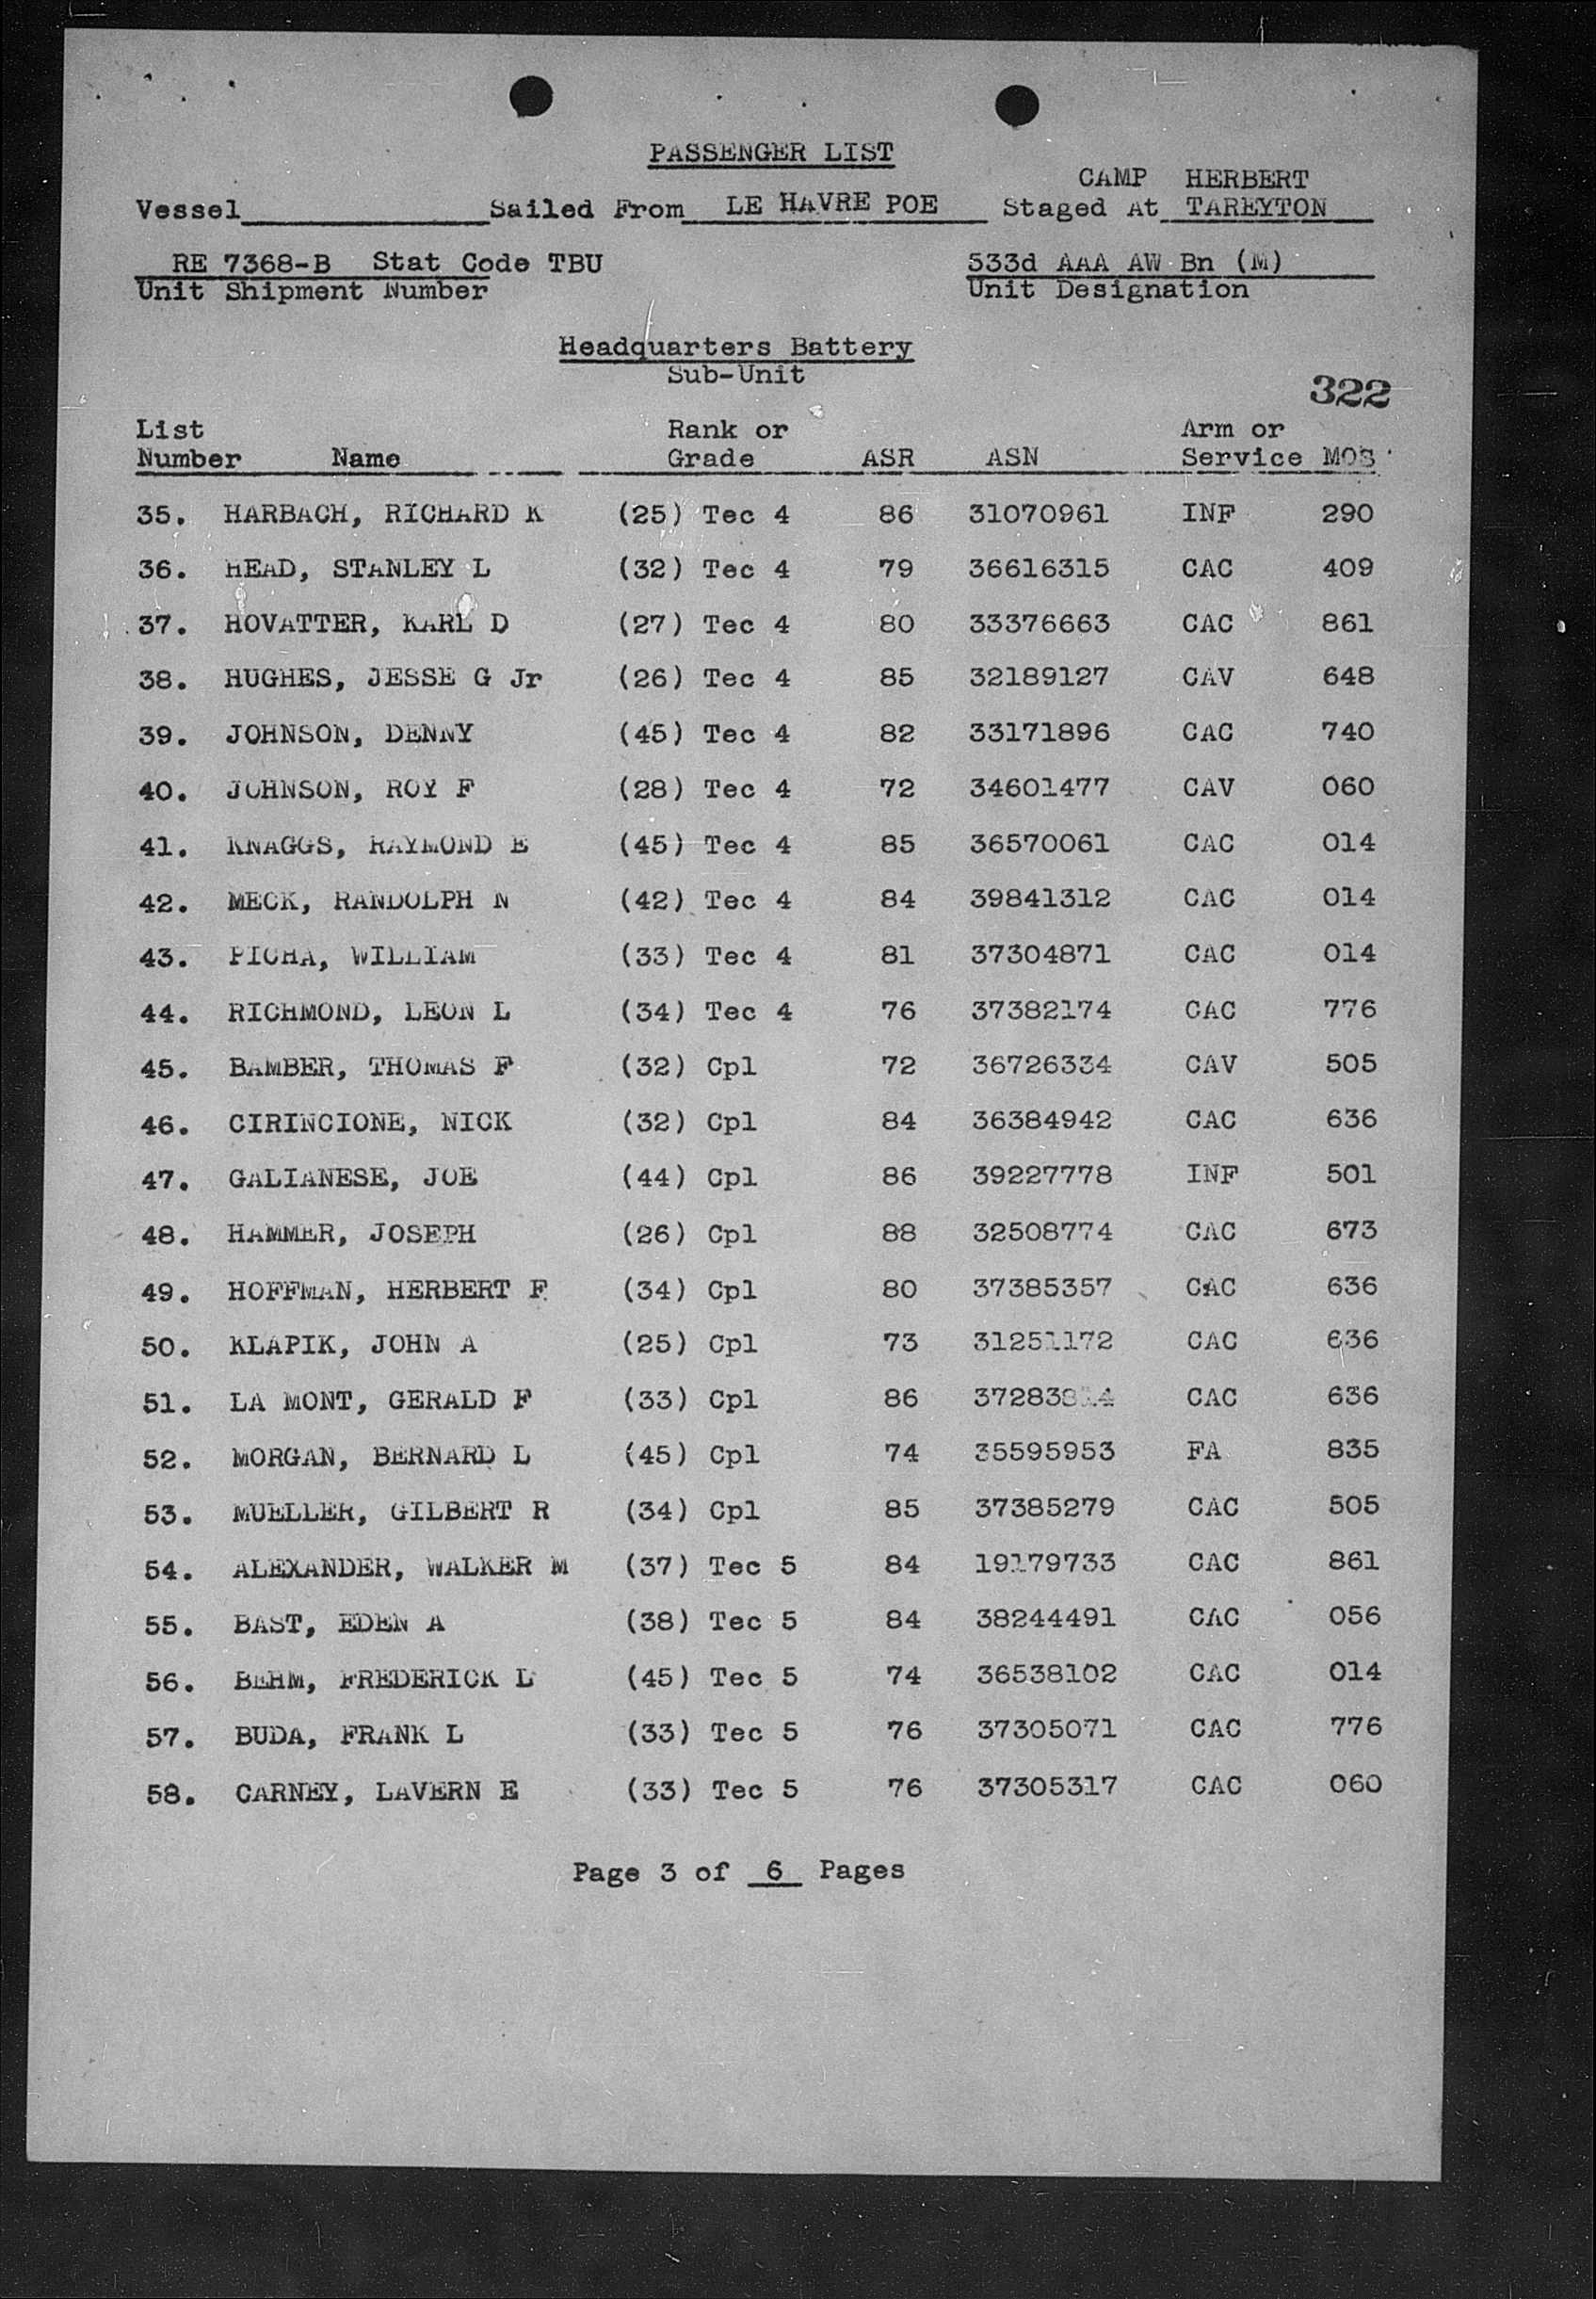 PASSENGER LIST
CAMP HERBERT
Vessel Sailed From LE HAVRE POE Staged At TAREYTON
RE 7368-B Stat Code TBU 533d AAA AW Bn (M)
Unit Shipment Number Unit Designation
Headquarters Battery
Sub-Unit
322
List Rank or Arm or
Number Name Grade ASR ASN Service MOS
35. HARBACH, RICHARD K (25) Tec 4 86 31070961 INF 290
36. HEAD, STANLEY L (32) Tec 4 79 36616315 CAC 409
37. HOVATTER, KARL D (27) Tec 4 80 33376663 CAC 861
38. HUGHES, JESSE G Jr (26) Tec 4 85 32189127 CAV 648
39. JOHNSON, DENNY (45) Tec 4 82 33171896 CAC 740
40. JOHNSON, ROY F (28) Tec 4 72 34601477 CAV 060
41. KNAGGS, RAYMOND E (45) Tec 4 85 36570061 CAC 014
42. MECK, RANDOLPH N (42) Tec 4 84 39841312 CAC 014
43. PICHA, WILLIAM (33) Tec 4 81 37304871 CAC 014
44. RICHMOND, LEON L (34) Tec 4 76 37382174 CAC 776
45. BAMBER, THOMAS F (32) Cpl 72 36726334 CAV 505
46. CIRINCIONE, NICK (32) Cpl 84 36384942 CAC 636
47. GALIANESE, JOE (44) Cpl 86 39227778 INF 501
48. HAMMER, JOSEPH (26) Cpl 88 32508774 CAC 673
49. HOFFMAN, HERBERT F (34) Cpl 80 37385357 CAC 636
50. KLAPIK, JOHN A (25) Cpl 73 31251172 CAC 636
51. LA MONT, GERALD F (33) Cpl 86 CAC 636
52. MORGAN, BERNARD L (45) Cpl 74 35595953 FA 835
53. MUELLER, GILBERT R (34) Cpl 85 37385279 CAC 505
54. ALEXANDER, WALKER M (37) Tec 5 84 19179733 CAC 861
55. BAST, EDEN A (38) Tec 5 84 38244491 CAC 056
56. BEHM, FREDERICK L (45) Tec 5 74 36538102 CAC 014
57. BUDA, FRANK L (33) Tec 5 76 37305071 CAC 776
58. CARNEY, LAVERN E (33) Tec 5 76 37305317 CAC 060
Page 3 of 6 Pages